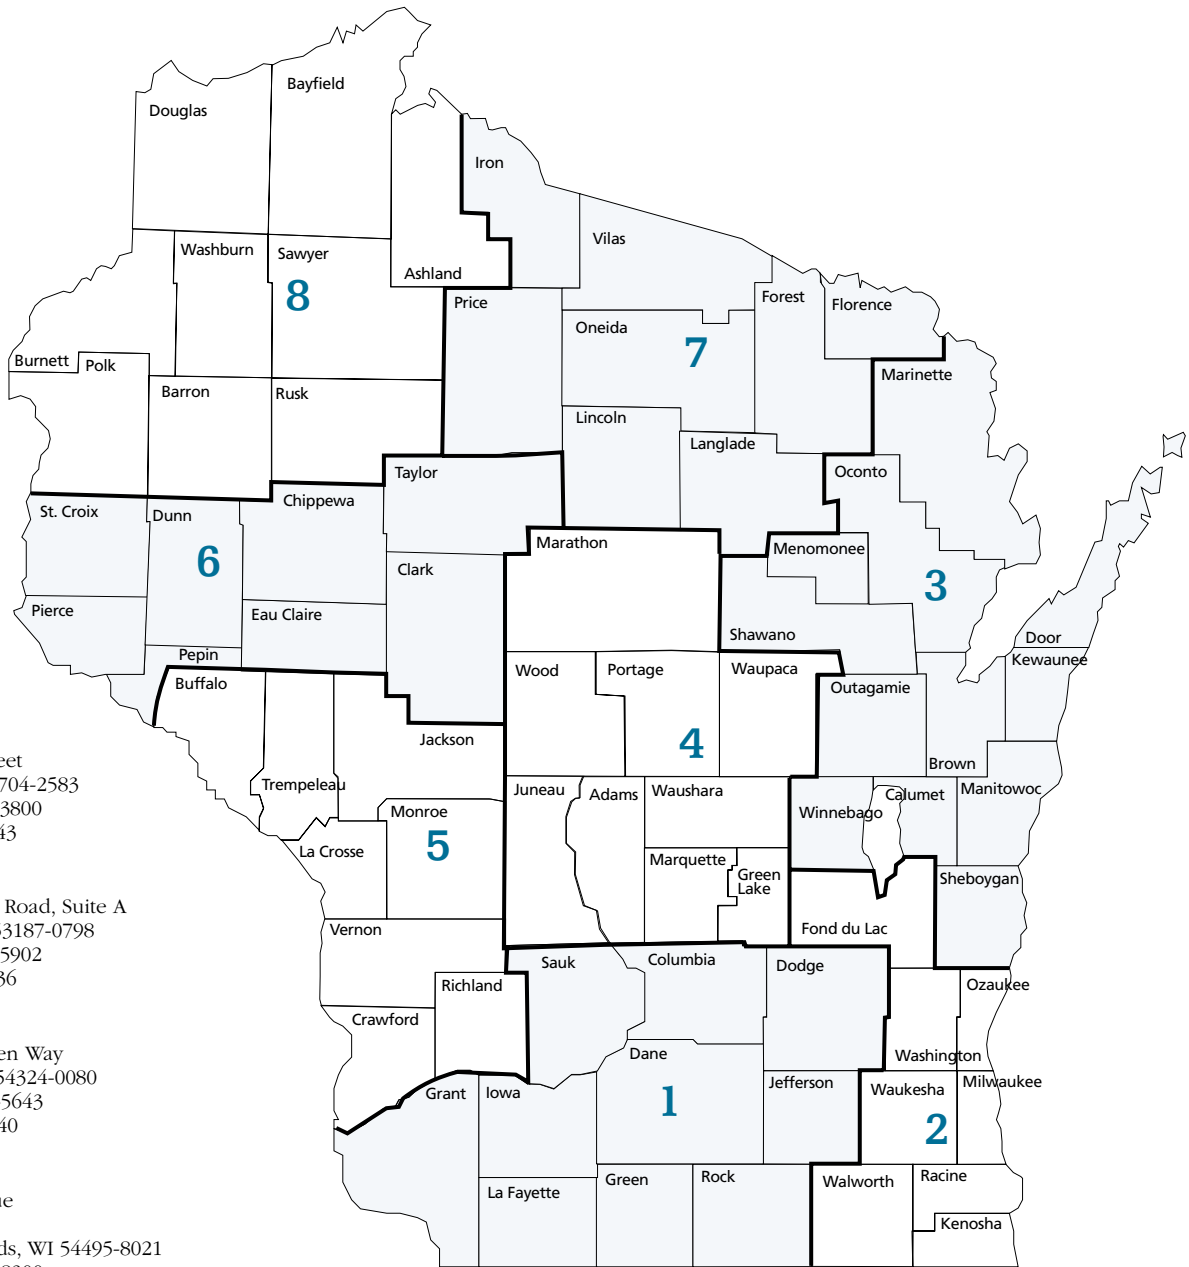 Bayfield
Douglas
Iron
Washburn
Sawyer
Vilas
Ashland
8
Price
Forest
Florence
Oneida
7
Burnett
Polk
Marinette
Barron
Rusk
Lincoln
Langlade
Taylor
Oconto
Chippewa
St. Croix
Dunn
Marathon
Menomonee
6
Clark
3
Pierce
Eau Claire
Shawano
Door
Pepin
Kewaunee
Wood
Portage
Waupaca
Buffalo
Outagamie
Jackson
4
Brown
Trempeleau
Juneau
Adams
Waushara
Calumet
Manitowoc
Winnebago
Monroe
5
La Crosse
Marquette
Green
Lake
Sheboygan
Vernon
Fond du Lac
Sauk
Columbia
Dodge
Richland
Ozaukee
Crawford
Dane
Washington
Grant
Iowa
Jefferson
Waukesha
Milwaukee
1
2
La Fayette
Green
Rock
Walworth
Racine
Kenosha
704-2583
3800
43
Road, Suite A
53187-0798
5902
36
en Way
54324-0080
5643
40
ue
ds, WI 54495-8021